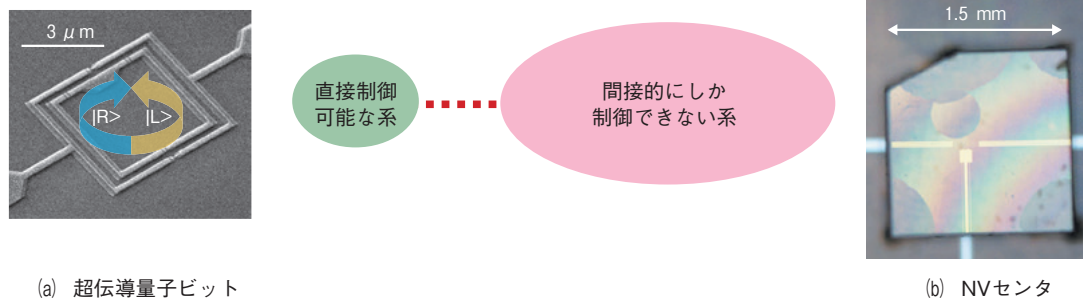 3 μm
|R> |L>
直接制御
可能な系
間接的にしか
制御できない系
1.5 mm
(a) 超伝導量子ビット
(b) NVセンタ